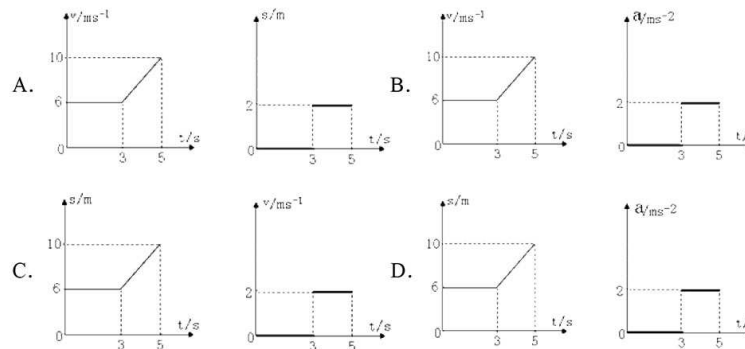 v/ms⁻¹ s/m v/ms⁻¹ a/ms⁻²
10 10
A. 6 2 B. 6 2
0 3 5 t/s 0 3 5 t/s 0 3 5 t/s 0 3 5 t/s
s/m v/ms⁻¹ s/m a/ms⁻²
10 10
C. 6 2 D. 6 2
0 3 5 t/s 0 3 5 t/s 0 3 5 t/s 0 3 5 t/s